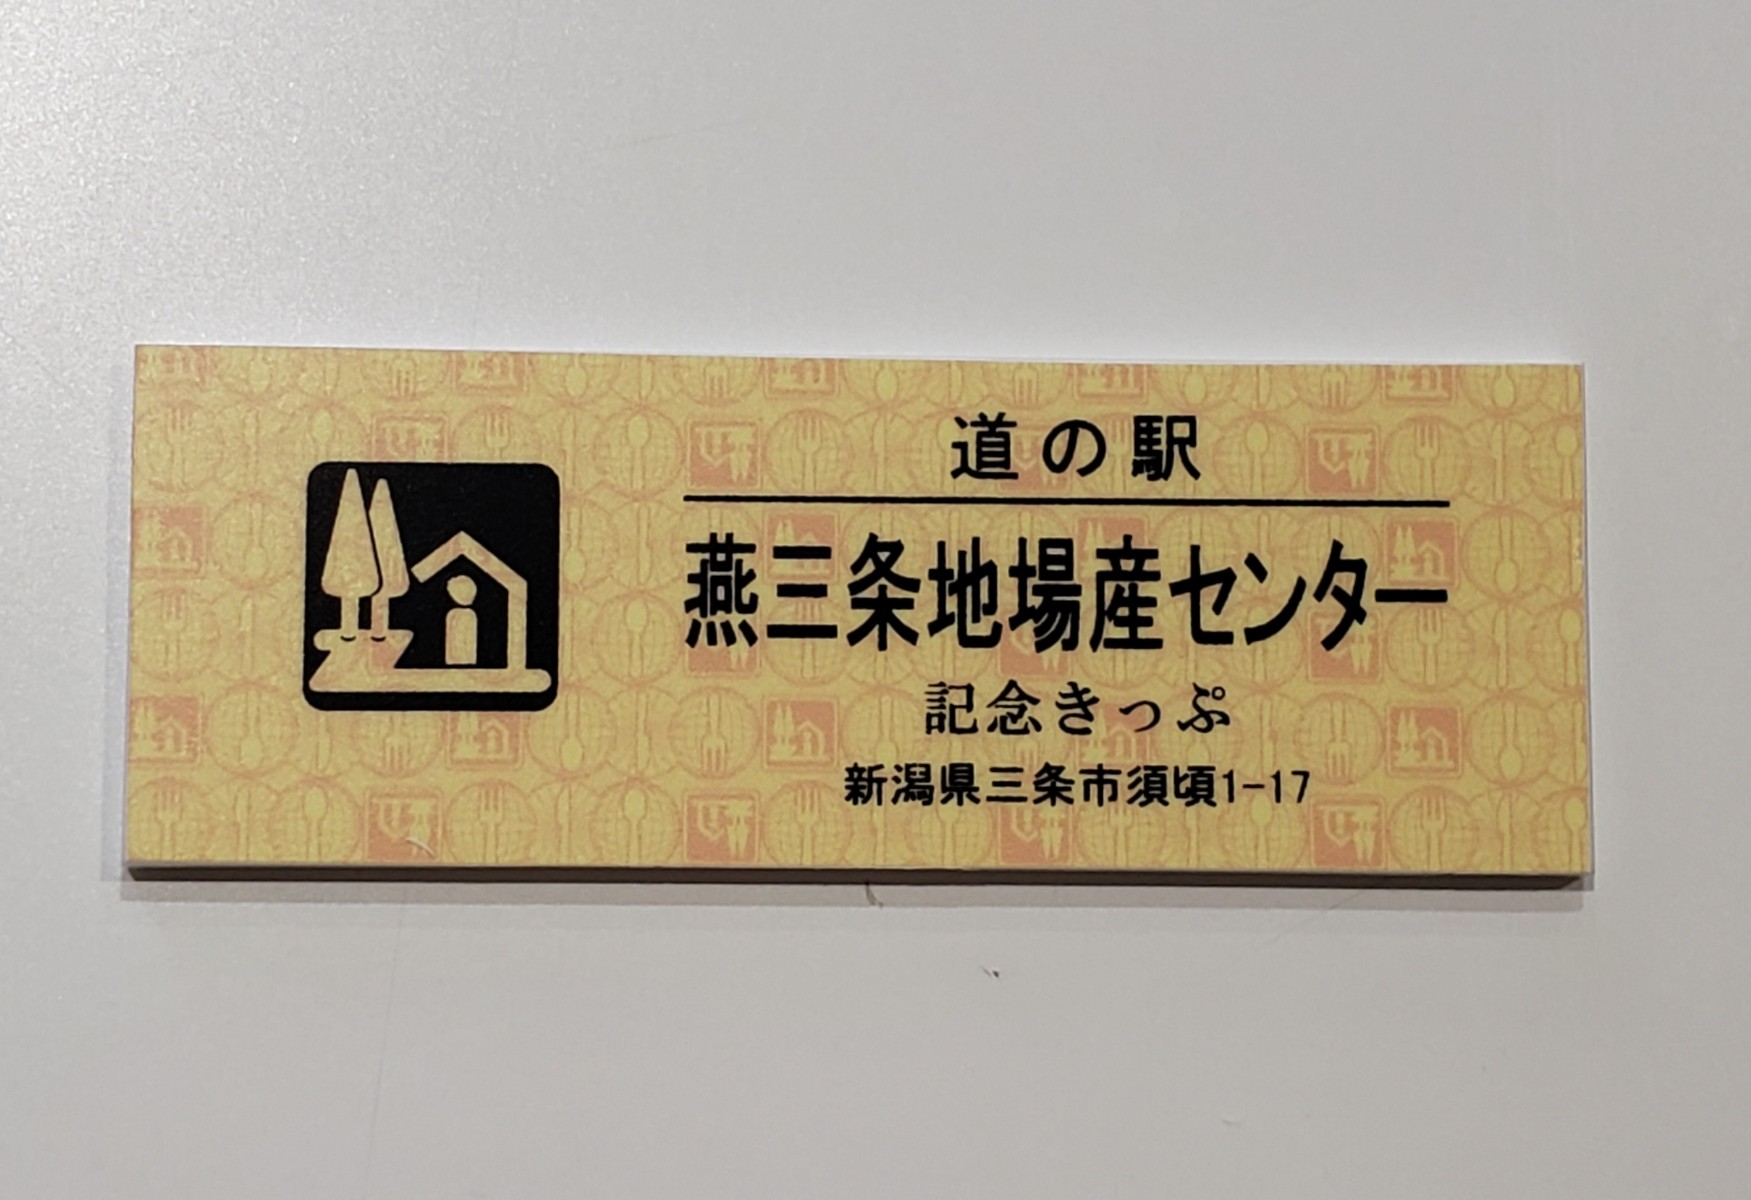 道の駅
燕三条地場産センター
記念きっぷ
新潟県三条市須頃1-17